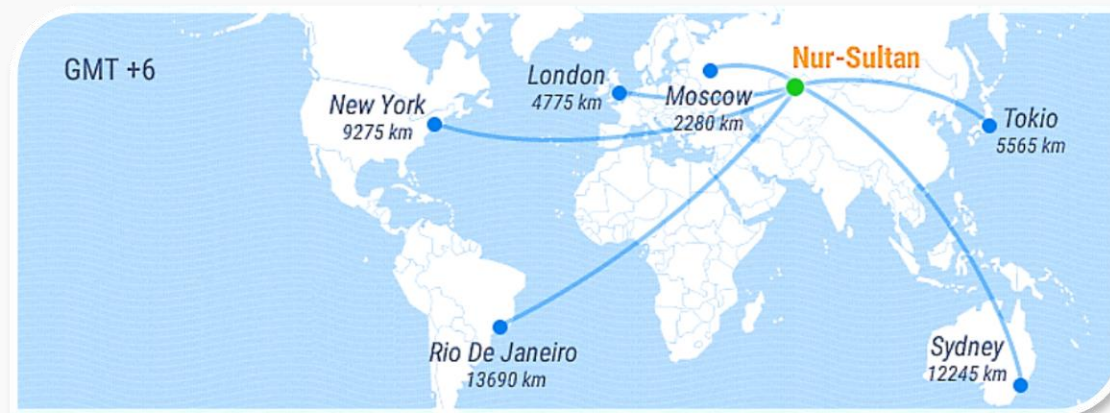 GMT +6
Nur-Sultan
London
4775 km
Moscow
2280 km
New York
9275 km
Tokio
5565 km
Rio De Janeiro
13690 km
Sydney
12245 km